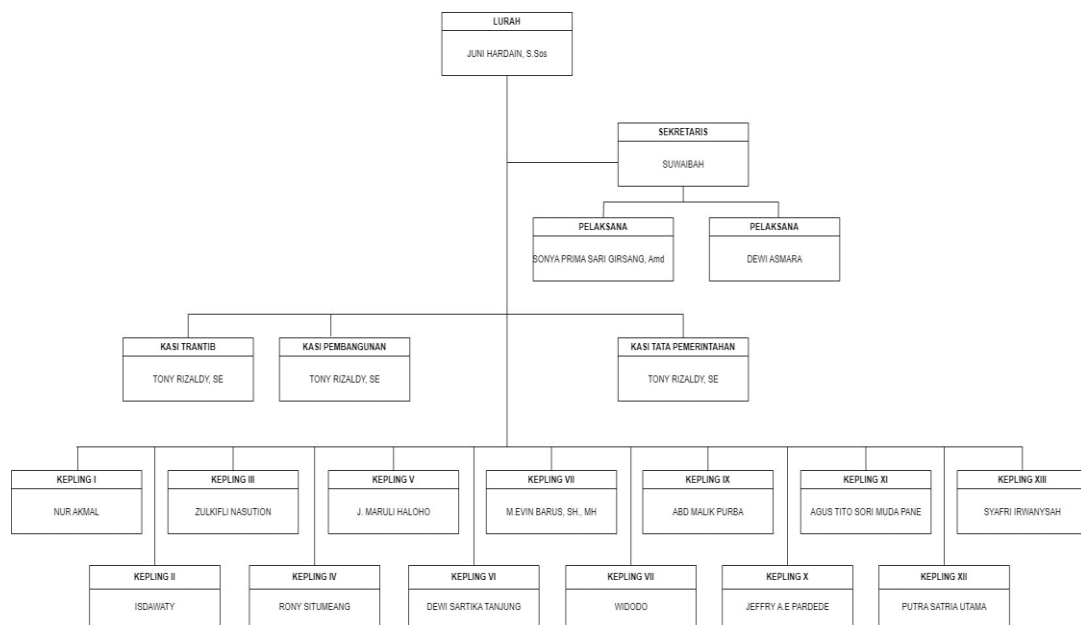 LURAH
JUNI HARDAIN, S.Sos
SEKRETARIS
SUWAIBAH
PELAKSANA
SONYA PRIMA SARI GIRSANG, Amd
PELAKSANA
DEWI ASMARA
KASI TRANTIB
TONY RIZALDY, SE
KASI PEMBANGUNAN
TONY RIZALDY, SE
KASI TATA PEMERINTAHAN
TONY RIZALDY, SE
KEPLING I
NUR AKMAL
KEPLING III
ZULKIFLI NASUTION
KEPLING V
J. MARULI HALOHO
KEPLING VII
M.EVIN BARUS, SH., MH
KEPLING IX
ABD MALIK PURBA
KEPLING XI
AGUS TITO SORI MUDA PANE
KEPLING XIII
SYAFRI IRWANYSAH
KEPLING II
ISDAWATY
KEPLING IV
RONY SITUMEANG
KEPLING VI
DEWI SARTIKA TANJUNG
KEPLING VII
WIDODO
KEPLING X
JEFFRY A.E PARDEDE
KEPLING XII
PUTRA SATRIA UTAMA